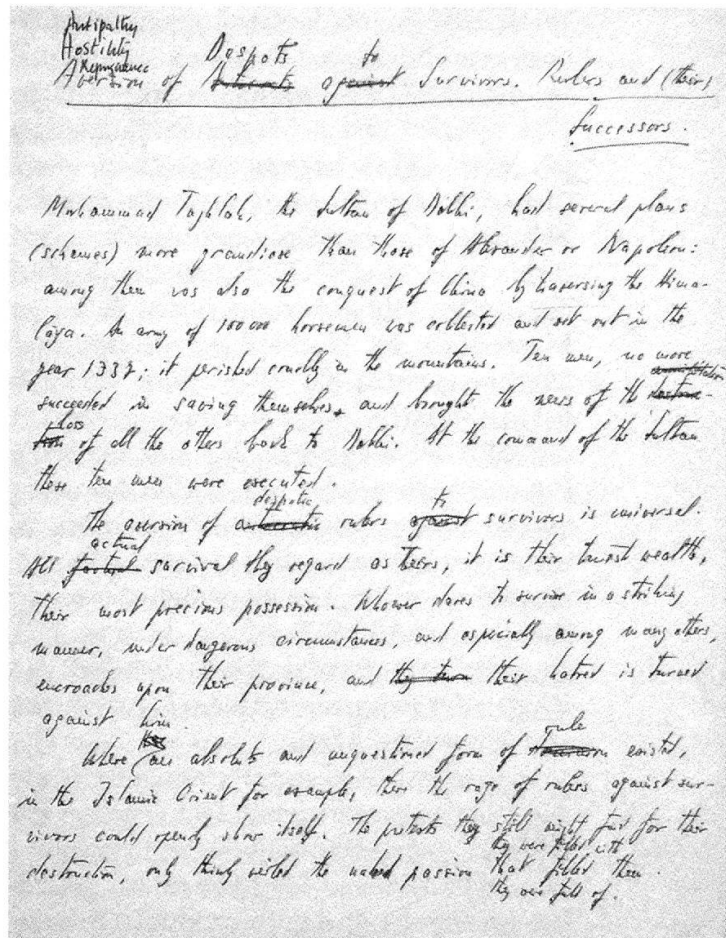 Antipathy
Hostility
Repugnance Despots to
Aversion of Autocrats against Survivors. Rulers and (their)
Successors.
Mohammad Taghlak, the Sultan of Delhi, had several plans
(schemes) more grandiose than those of Alexander or Napoleon:
among them was also the conquest of China by traversing the Hima-
laya. An army of 100 000 horsemen was collected and set out in the
year 1337; it perished cruelly in the mountains. Ten men, no more
succeeded in saving themselves, and brought the news of the destruc-
loss
tion of all the others back to Delhi. At the command of the Sultan
these ten men were executed.
despotic to
The aversion of autocratic rulers against survivors is universal.
actual
All factual survival they regard as theirs, it is their truest wealth,
their most precious possession. Whoever dares to survive in a striking
manner, under dangerous circumstances, and especially among many others,
encroaches upon their province, and they turn their hatred is turned
against him.
rule
Where an absolute and unquestioned form of existed,
in the Islamic Orient for example, there the rage of rulers against sur-
vivors could openly show itself. The pretexts they still might find for their
they were filled with
destruction, only thinly veiled the naked passion that filled them.
they were full of.